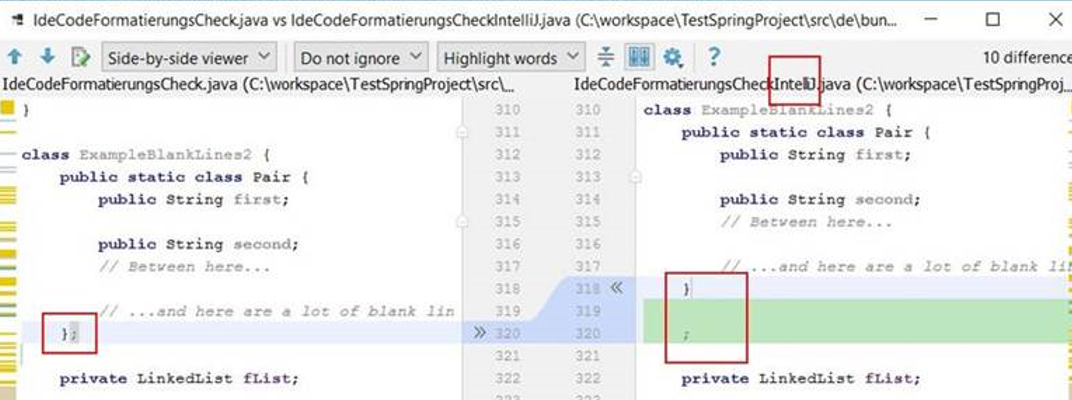 IdeCodeFormatierungsCheck.java vs IdeCodeFormatierungsCheckIntelliJ.java (C:\workspace\TestSpringProject\src\de\bun...
Side-by-side viewer Do not ignore Highlight words ? 10 difference
IdeCodeFormatierungsCheck.java (C:\workspace\TestSpringProject\src\_... IdeCodeFormatierungsCheckIntelliJ.java (C:\workspace\TestSpringProj...
} 310 310 class ExampleBlankLines2 {
311 311 public static class Pair {
class ExampleBlankLines2 { 312 312 public String first;
public static class Pair { 313 313
public String first; 314 314 public String second;
315 315 // Between here...
public String second; 316 316
// Between here... 317 317 // ...and here are a lot of blank lin
318 318 « }
// ...and here are a lot of blank lin 319 319
}; » 320 320 ;
321 321
private LinkedList fList; 322 322 private LinkedList fList;